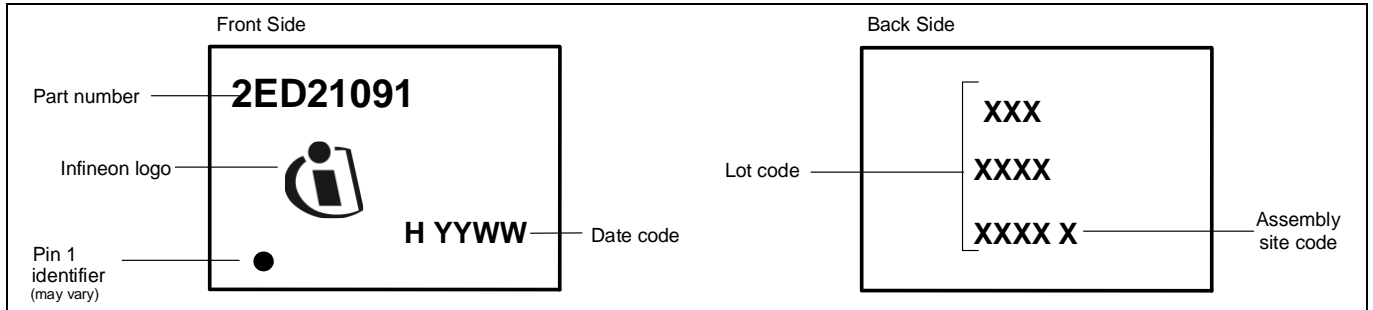 Front Side
Back Side
Part number
2ED21091
Infineon logo
H YYWW
Date code
Pin 1
identifier
(may vary)
XXX
Lot code
XXXX
XXXX X
Assembly
site code